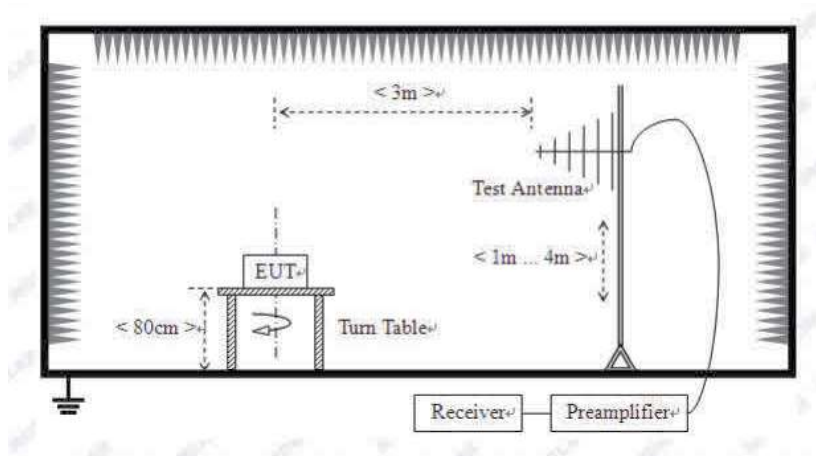 < 3m >
Test Antenna
< 1m ... 4m >
EUT
< 80cm >
Turn Table
Receiver
Preamplifier